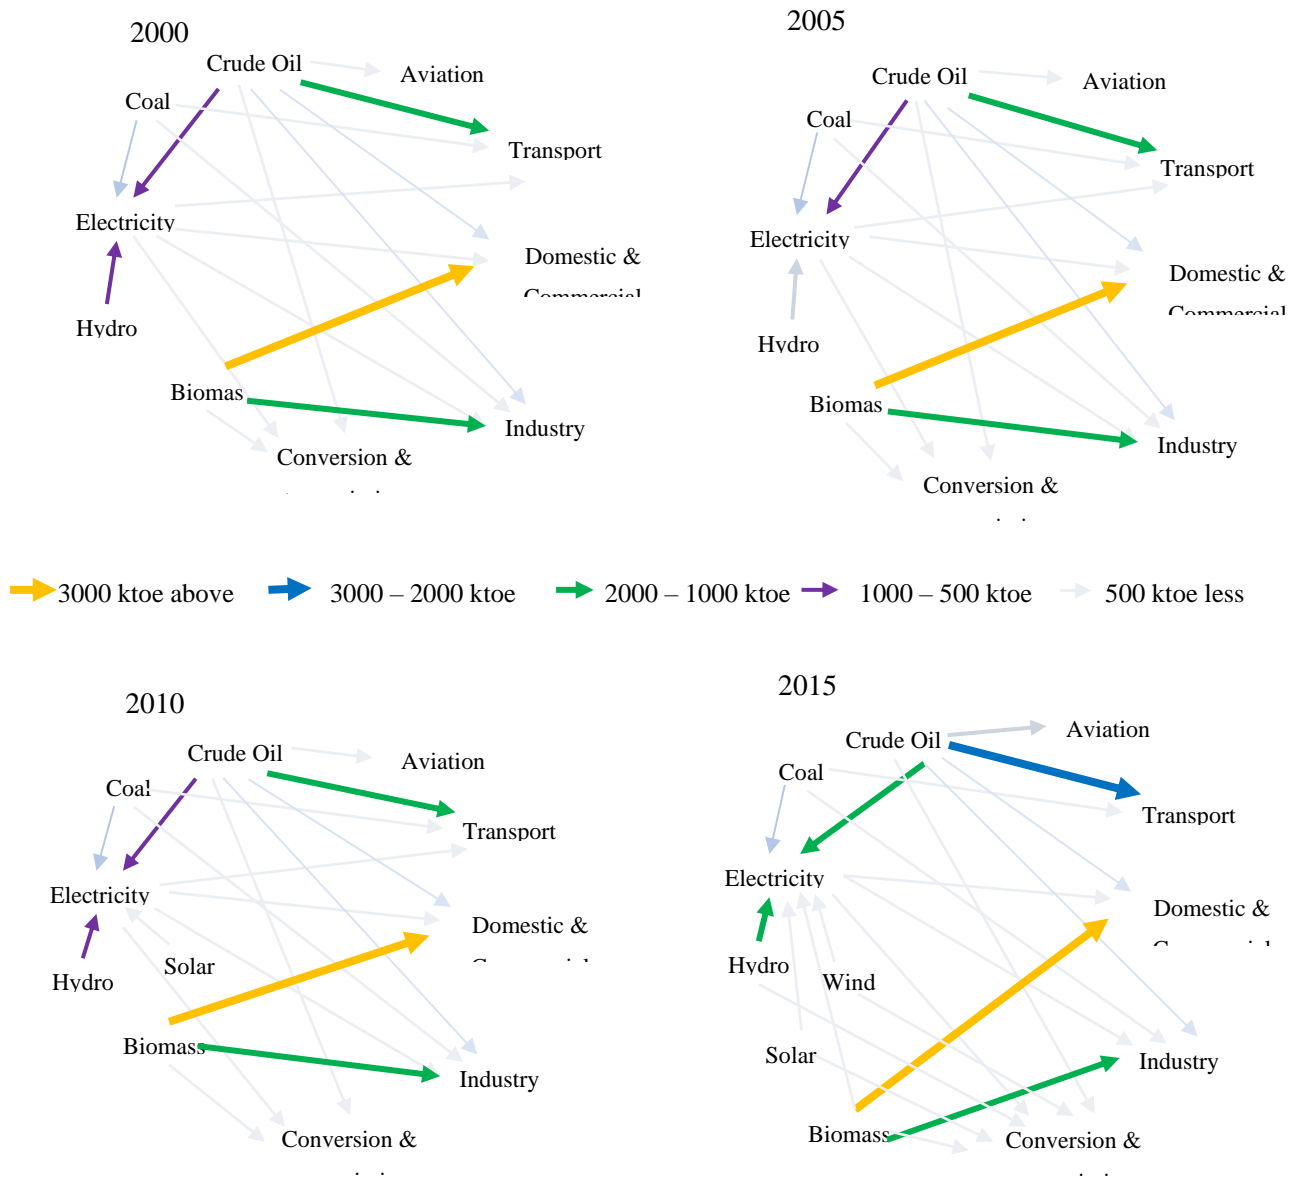 2000
Crude Oil
Aviation
Coal
Transport
Electricity
Domestic &
Commercial
Hydro
Biomas
Industry
Conversion &
2005
Crude Oil
Aviation
Coal
Transport
Electricity
Domestic &
Commercial
Hydro
Biomas
Industry
Conversion &
3000 ktoe above
3000 – 2000 ktoe
2000 – 1000 ktoe
1000 – 500 ktoe
500 ktoe less
2010
Crude Oil
Aviation
Coal
Transport
Electricity
Domestic &
Solar
Hydro
Biomass
Industry
Conversion &
2015
Aviation
Crude Oil
Coal
Transport
Electricity
Domestic &
Hydro
Wind
Solar
Industry
Biomass
Conversion &